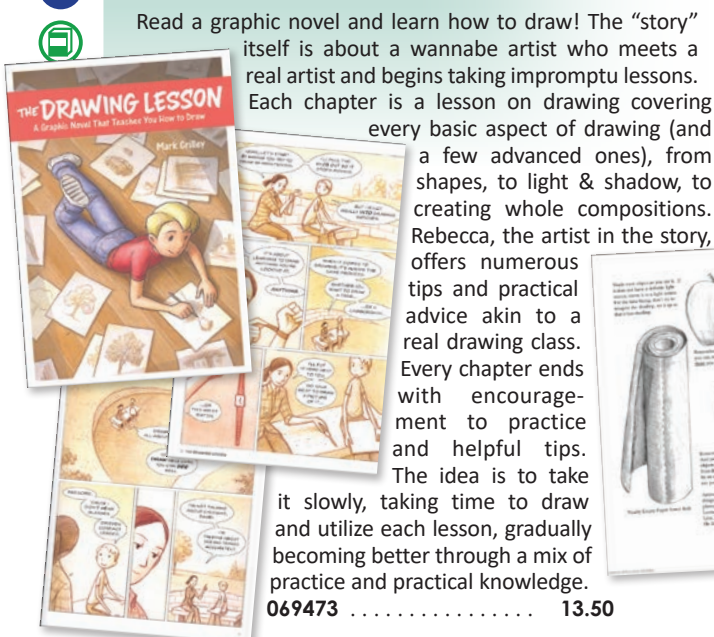 Read a graphic novel and learn how to draw! The “story”
itself is about a wannabe artist who meets a
real artist and begins taking impromptu lessons.
Each chapter is a lesson on drawing covering
every basic aspect of drawing (and
a few advanced ones), from
shapes, to light & shadow, to
creating whole compositions.
Rebecca, the artist in the story,
offers numerous
tips and practical
advice akin to a
real drawing class.
Every chapter ends
with encourage-
ment to practice
and helpful tips.
The idea is to take
it slowly, taking time to draw
and utilize each lesson, gradually
becoming better through a mix of
practice and practical knowledge.
069473 . . . . . . . . . . . . . . . . 13.50
THE DRAWING LESSON
A Graphic Novel That Teaches You How to Draw
Mark Crilley